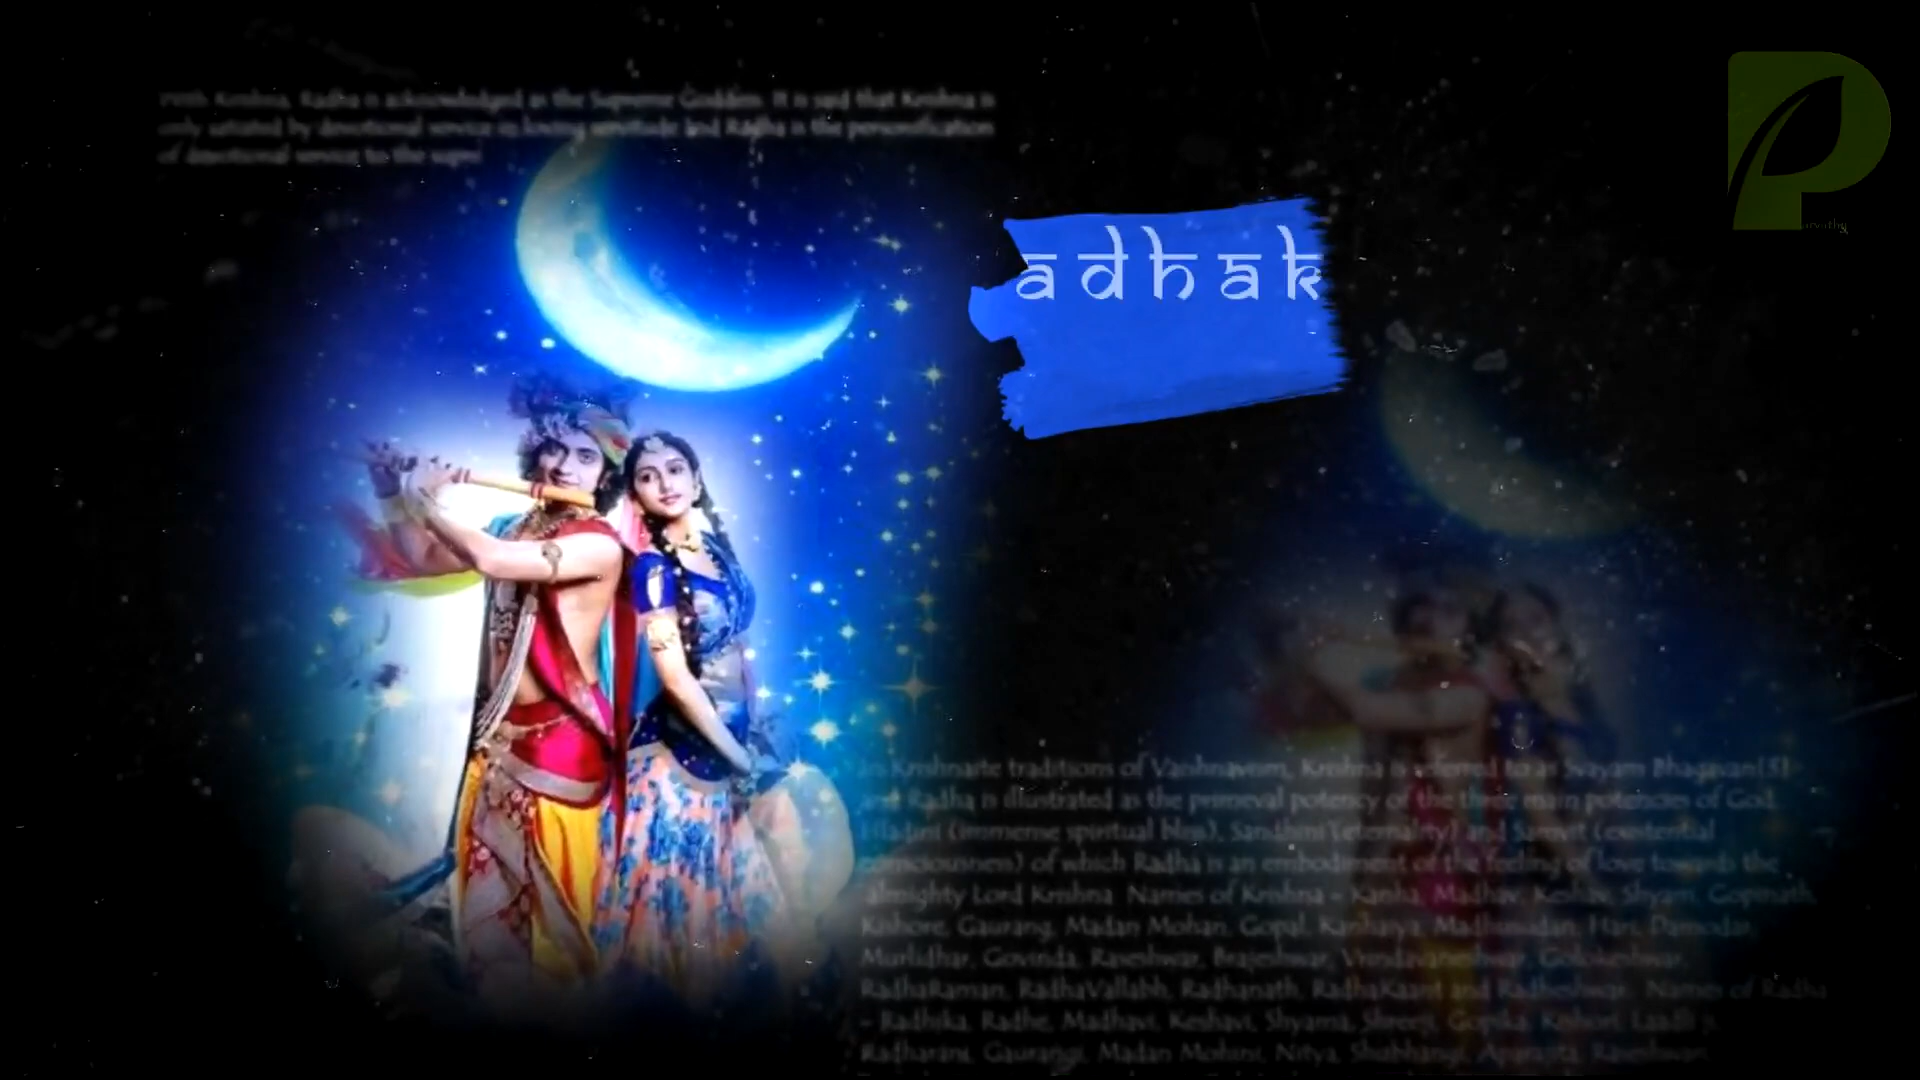 With Krishna, Radha is acknowledged as the Supreme Goddess. It is said that Krishna is
only satiated by devotional service in loving servitude and Radha is the personification
of devotional service to the supre
adhak
In Krishnaite traditions of Vaishnavism, Krishna is referred to as Svayam Bhagavan[5]
and Radha is illustrated as the primeval potency of the three main potencies of God,
Hladini (immense spiritual bliss), Sandhini (eternality) and Samvit (existential
consciousness) of which Radha is an embodiment of the feeling of love towards the
almighty Lord Krishna Names of Krishna - Kanha, Madhav, Keshav, Shyam, Gopinath,
Kishore, Gaurang, Madan Mohan, Gopal, Kanhaiya, Madhusudan, Hari, Damodar,
Murlidhar, Govinda, Raseshwar, Brajeshwar, Vrindavaneshwar, Golokeshwar,
RadhaRaman, RadhaVallabh, Radhanath, RadhaKaant and Radheshwar. Names of Radha
- Radhika, Radhe, Madhavi, Keshavi, Shyama, Shreeji, Gopika, Kishori,
Radharani, Gaurangi, Madan Mohini, Nitya, Shubhangi, Aparajita,